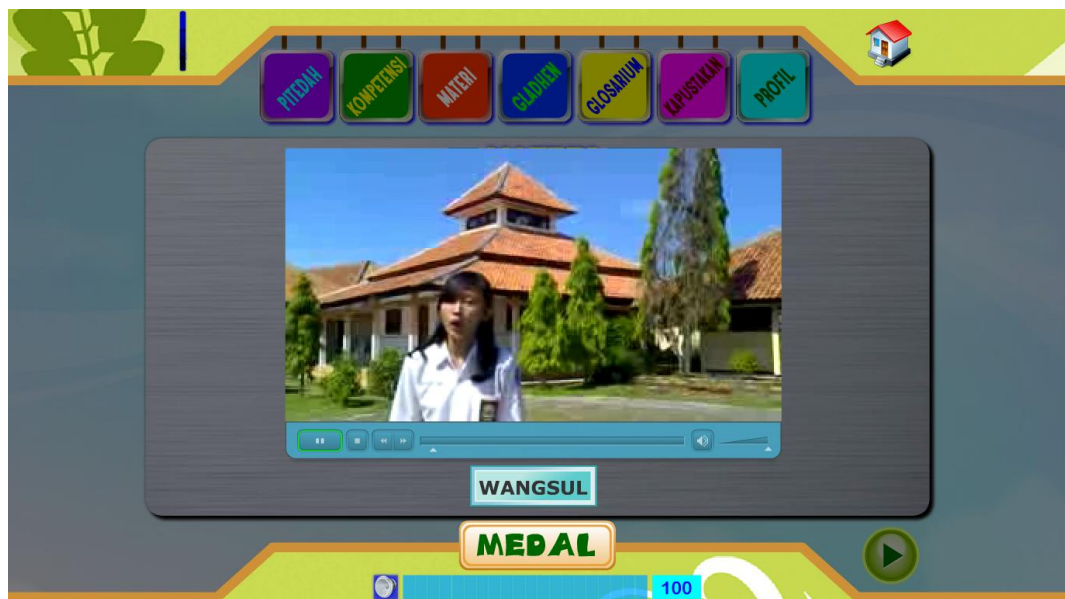 PITEDAH
KOMPETENSI
MATERI
GLADHEN
GLOSARIUM
KAPUSTAKAN
PROFIL
WANGSUL
MEDAL
100